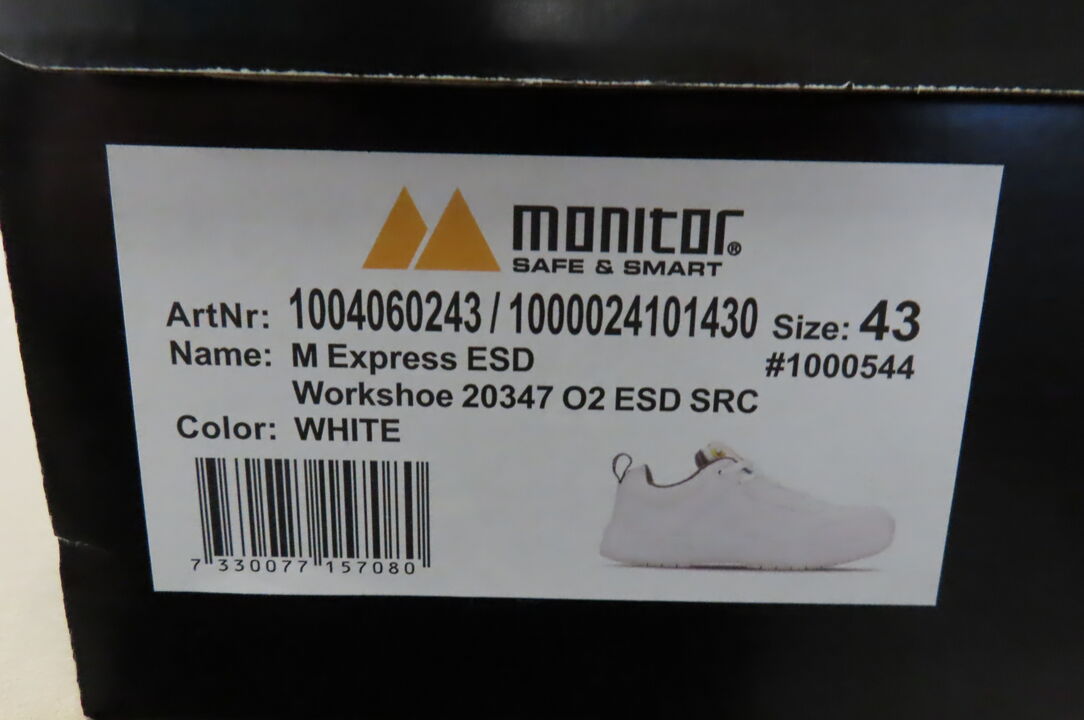 monitor®
SAFE & SMART
ArtNr: 1004060243 / 1000024101430 Size: 43
Name: M Express ESD #1000544
Workshoe 20347 O2 ESD SRC
Color: WHITE
7 330077 157080